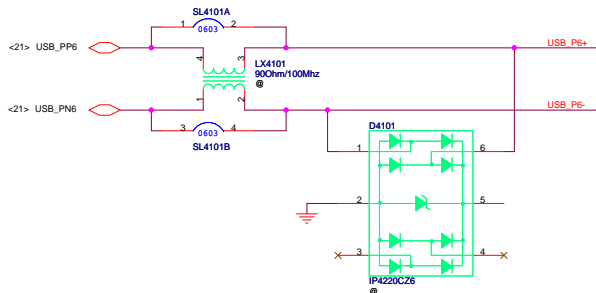 SL4101A
1 2
0603
<21> USB_PP6
USB_P6+
4 3
LX4101
90Ohm/100Mhz
@
1 2
<21> USB_PN6
USB_P6-
3 4
0603
SL4101B
D4101
1 6
2 5
3 4
IP4220CZ6
@